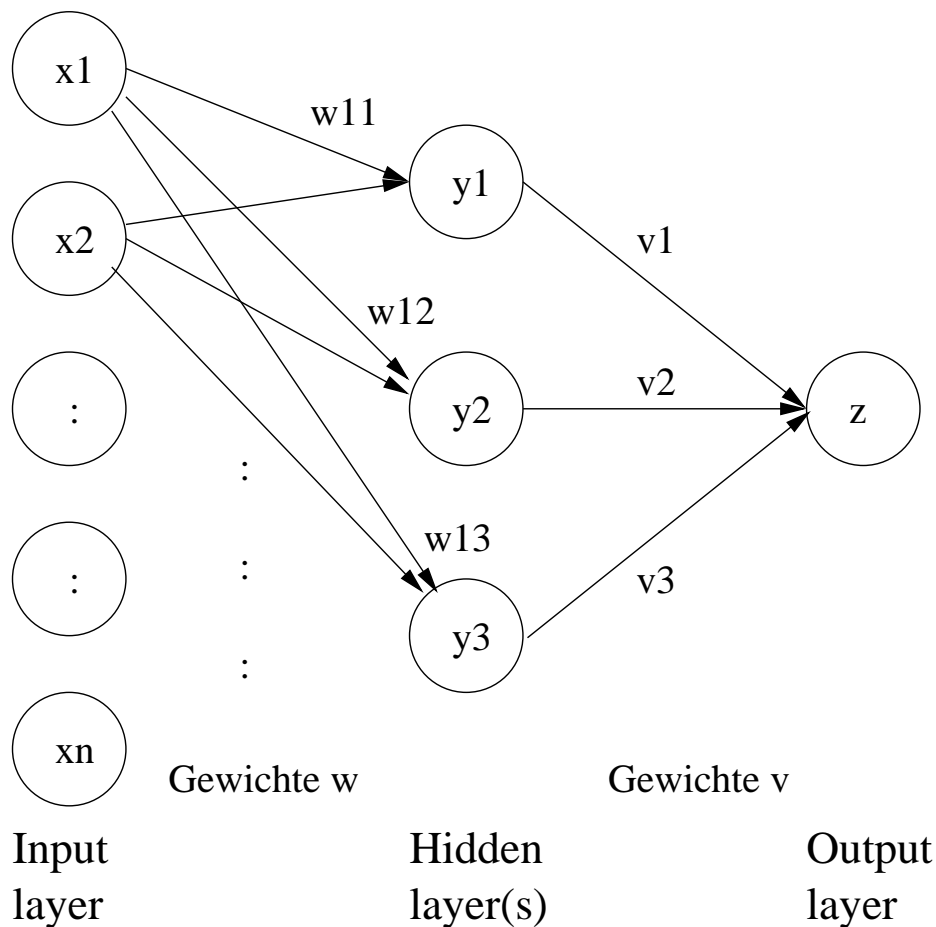 x1
w11
y1
x2
v1
w12
:
y2
v2
z
:
:
w13
:
v3
y3
:
xn
Gewichte w
Gewichte v
Input
layer
Hidden
layer(s)
Output
layer